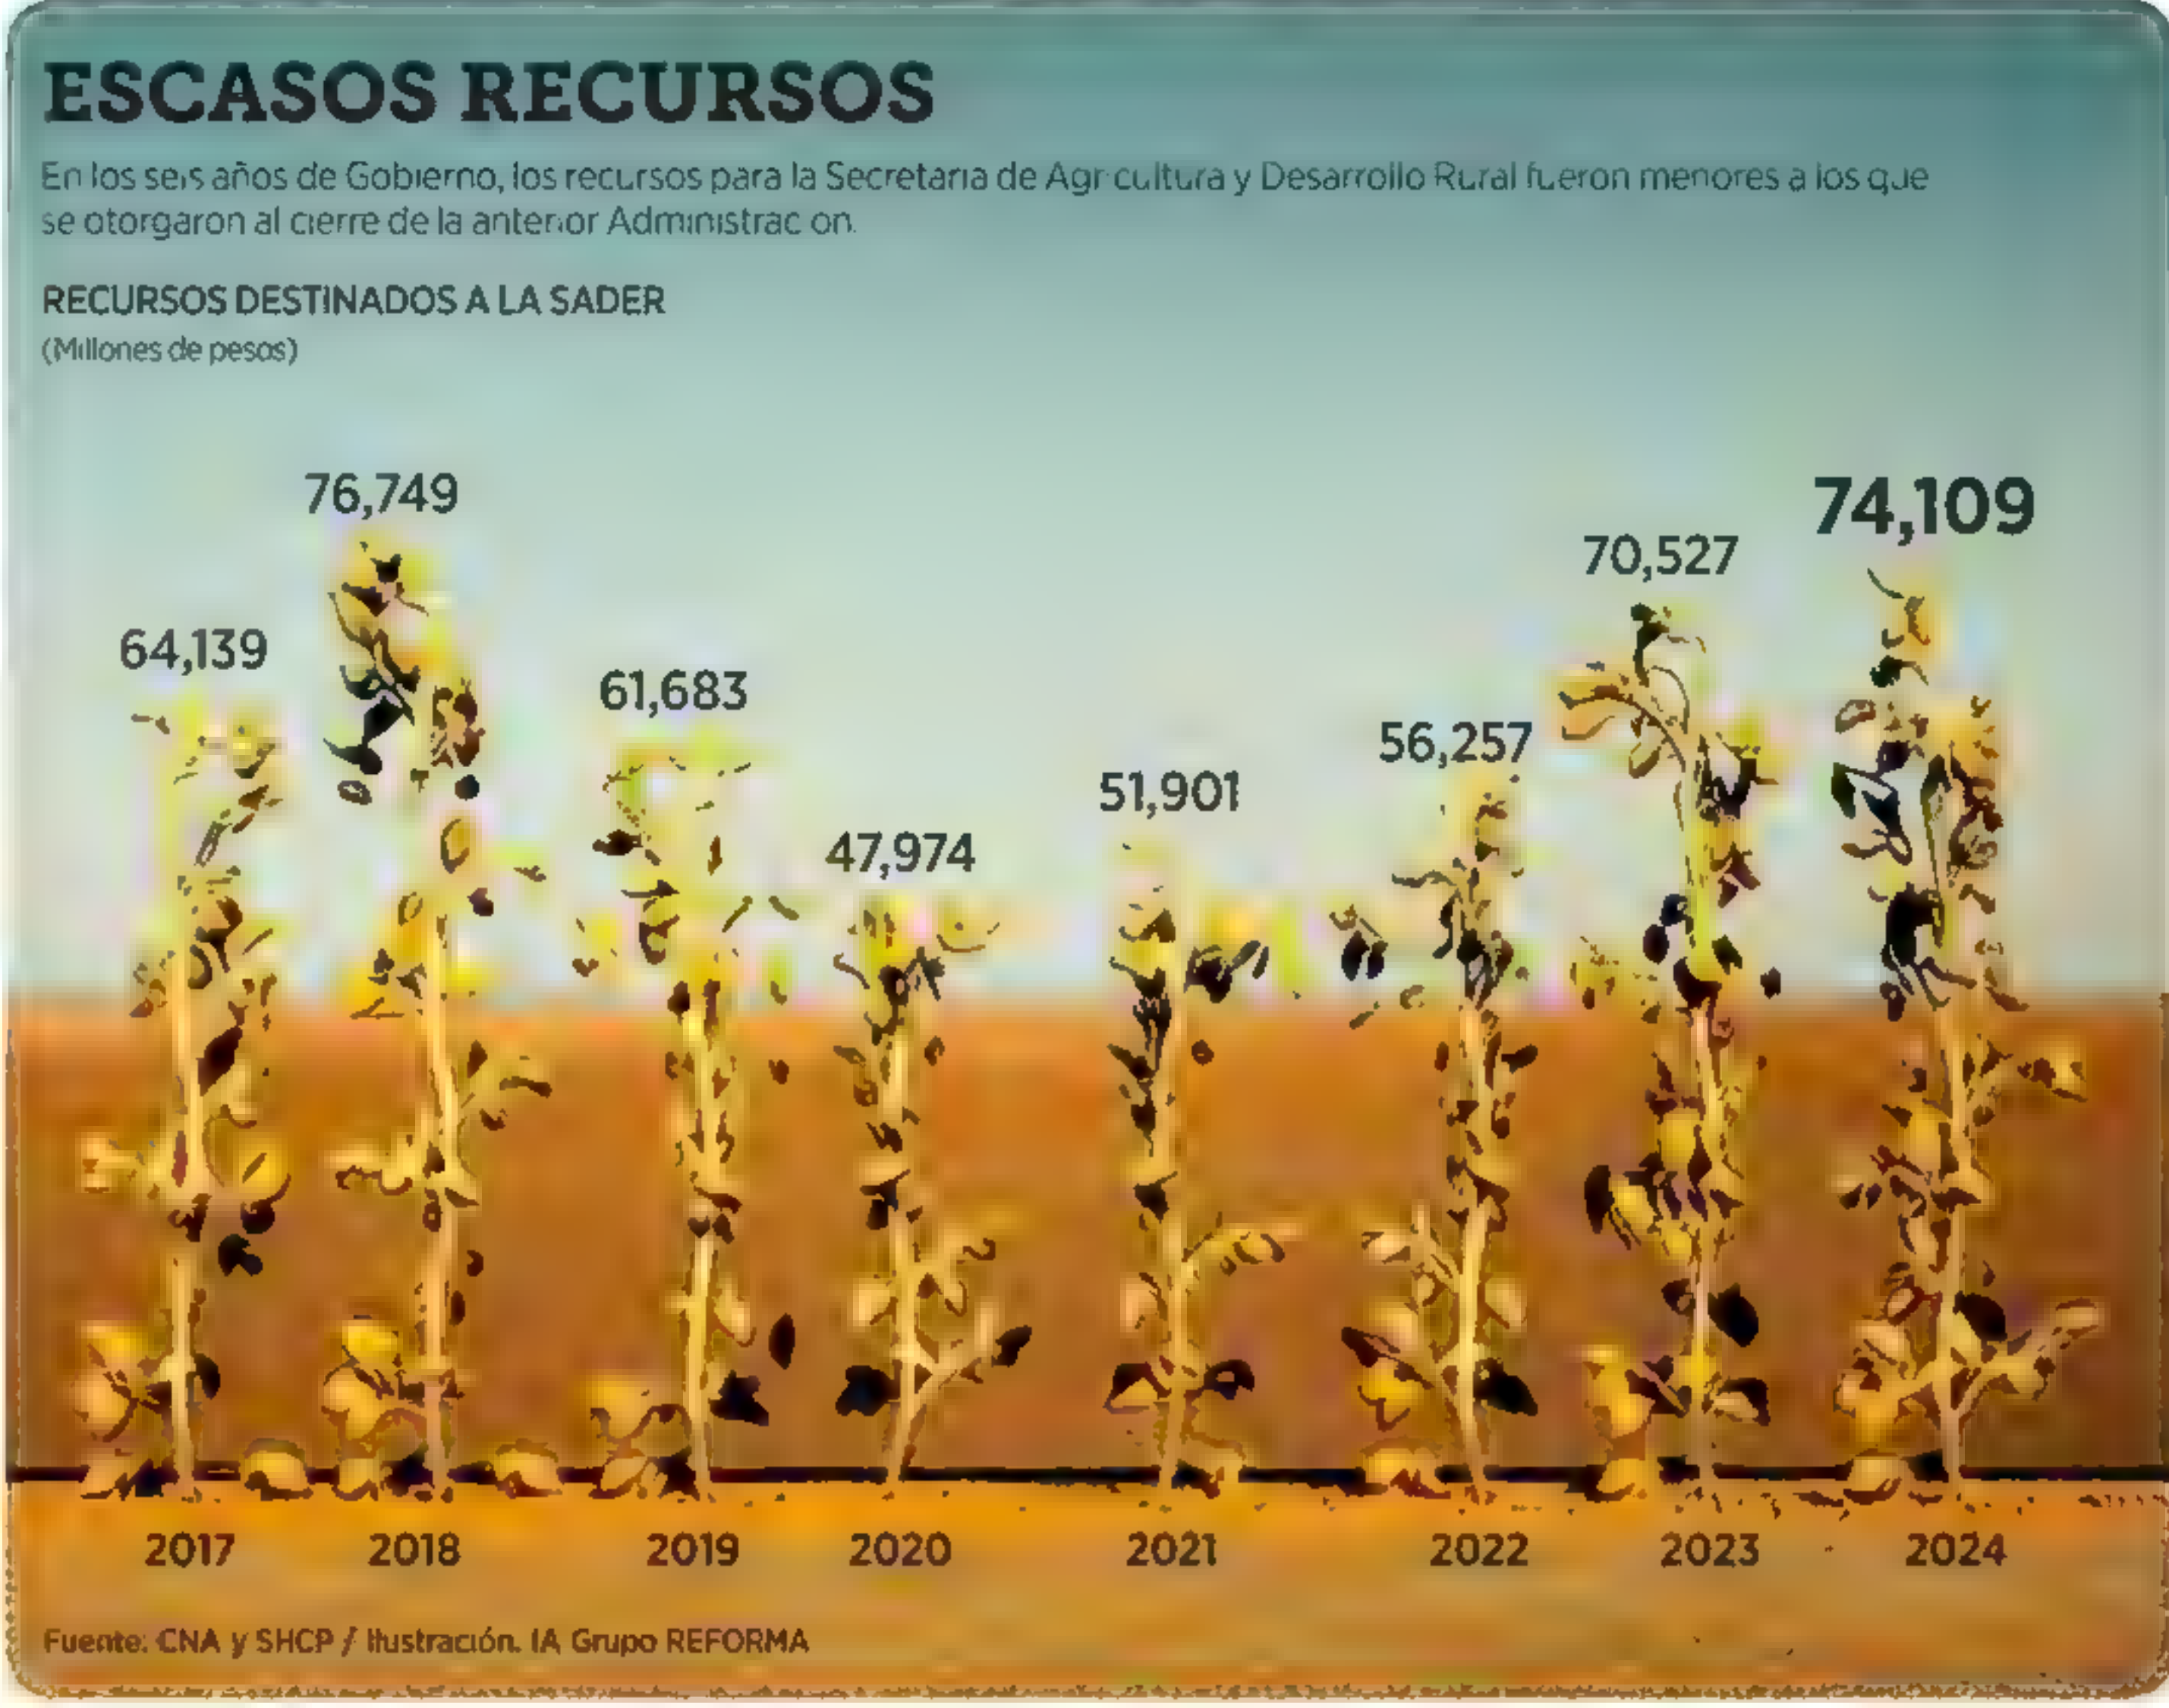 ESCASOS RECURSOS
En los seis años de Gobierno, los recursos para la Secretaría de Agricultura y Desarrollo Rural fueron menores a los que
se otorgaron al cierre de la anterior Administración.
RECURSOS DESTINADOS A LA SADER
(Millones de pesos)
76,749
74,109
70,527
64,139
61,683
56,257
51,901
47,974
2017 2018 2019 2020 2021 2022 2023 2024
Fuente: CNA y SHCP / Ilustración. IA Grupo REFORMA